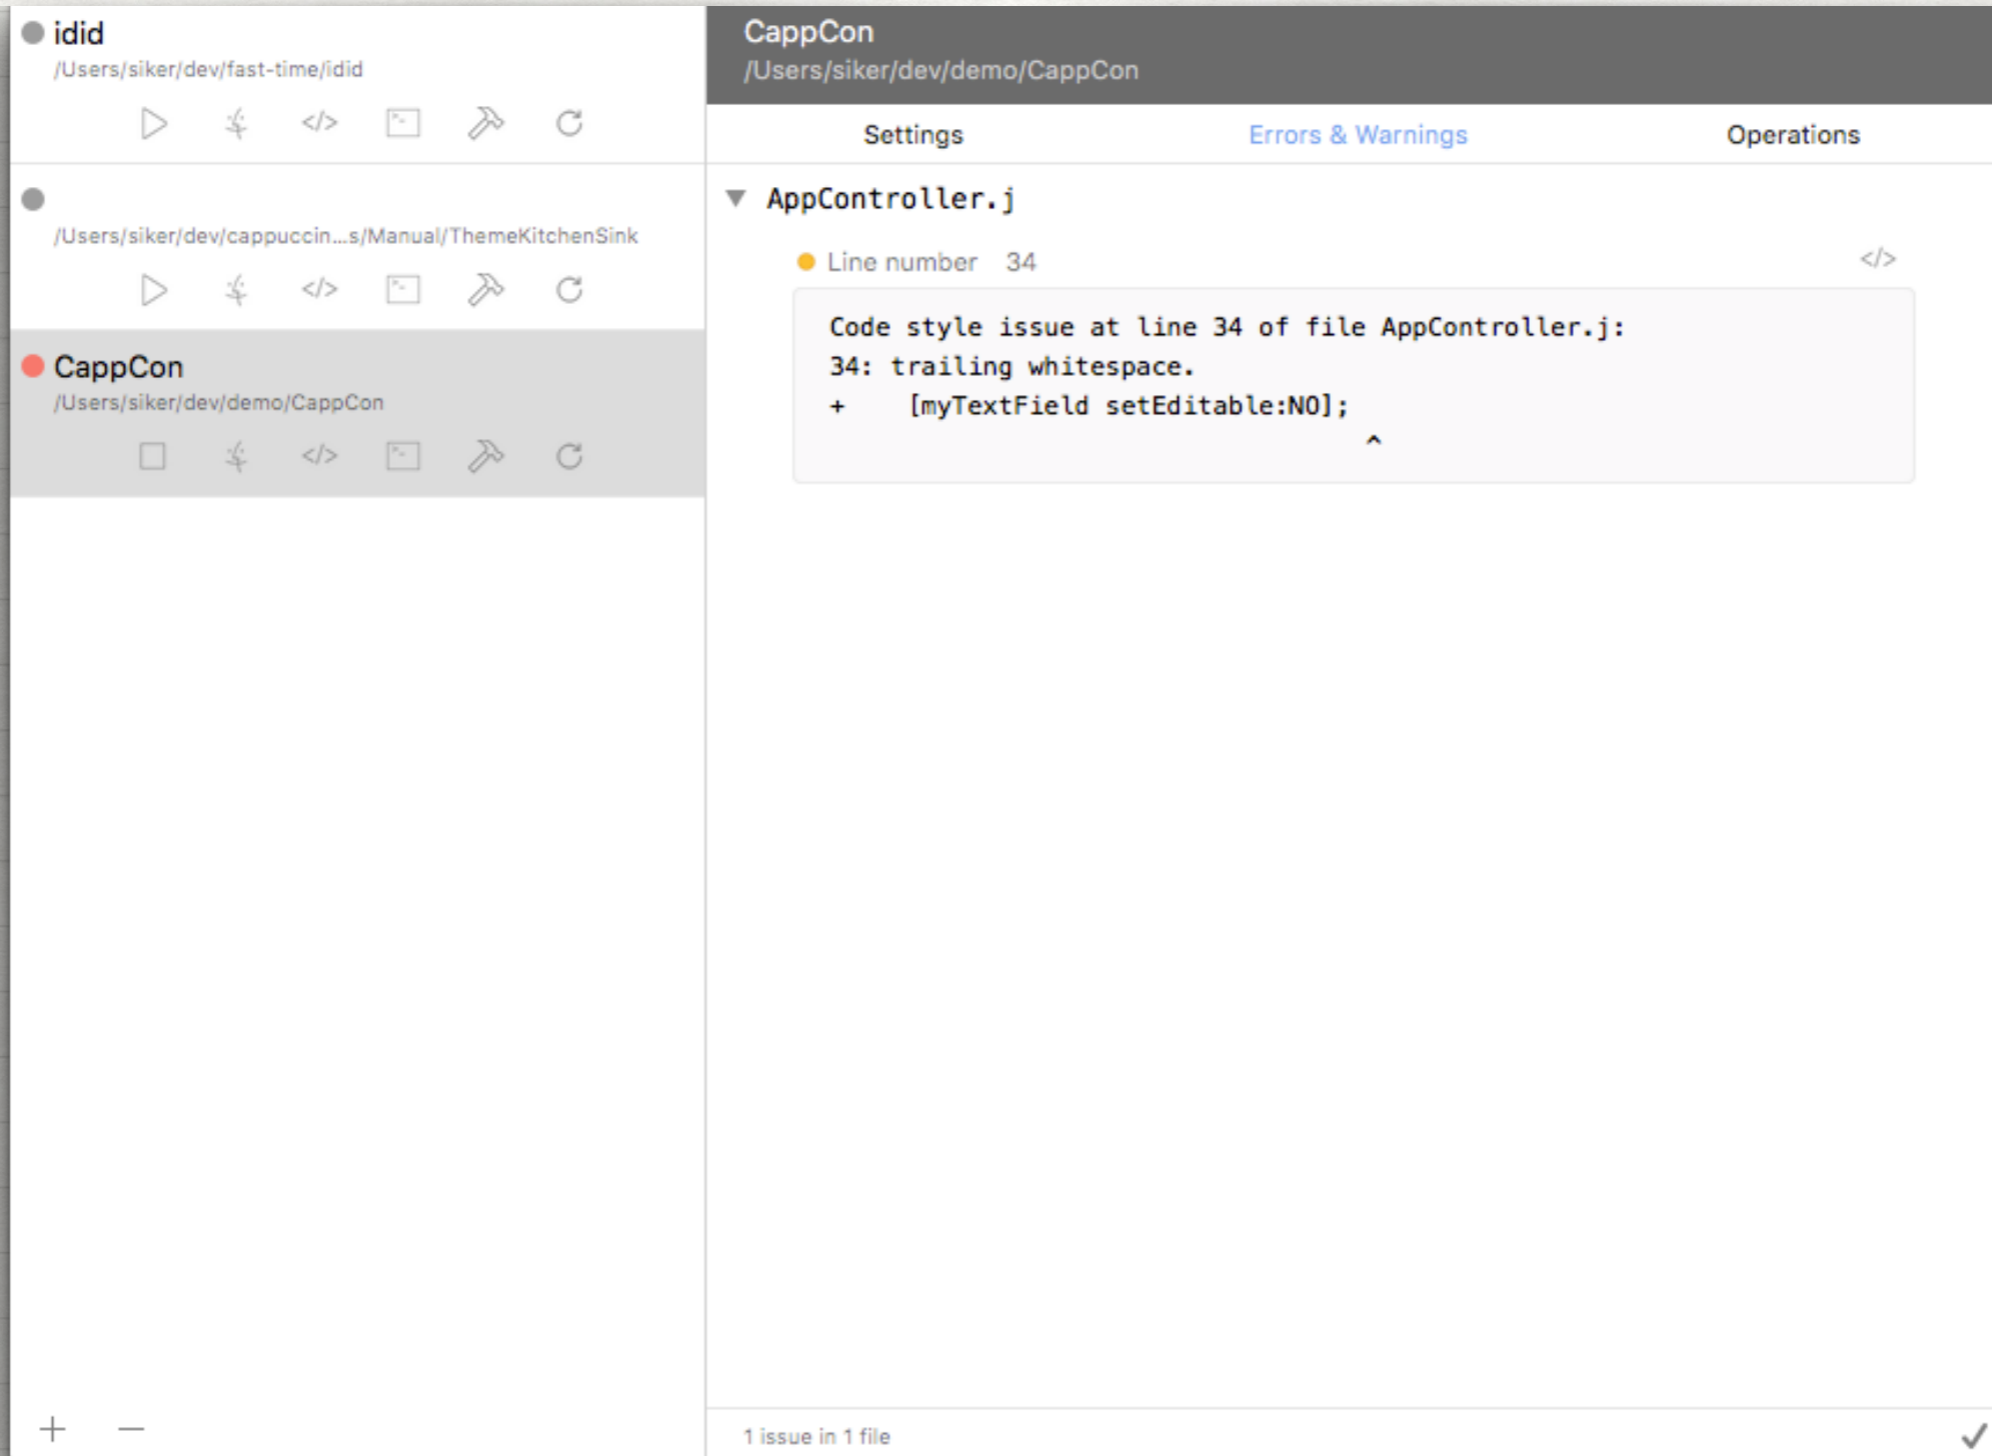 idid
/Users/siker/dev/fast-time/idid
</>
/Users/siker/dev/cappuccin...s/Manual/ThemeKitchenSink
</>
CappCon
/Users/siker/dev/demo/CappCon
</>
CappCon
/Users/siker/dev/demo/CappCon
Settings Errors & Warnings Operations
AppController.j
Line number 34 </>
Code style issue at line 34 of file AppController.j:
34: trailing whitespace.
+    [myTextField setEditable:NO];
^
1 issue in 1 file